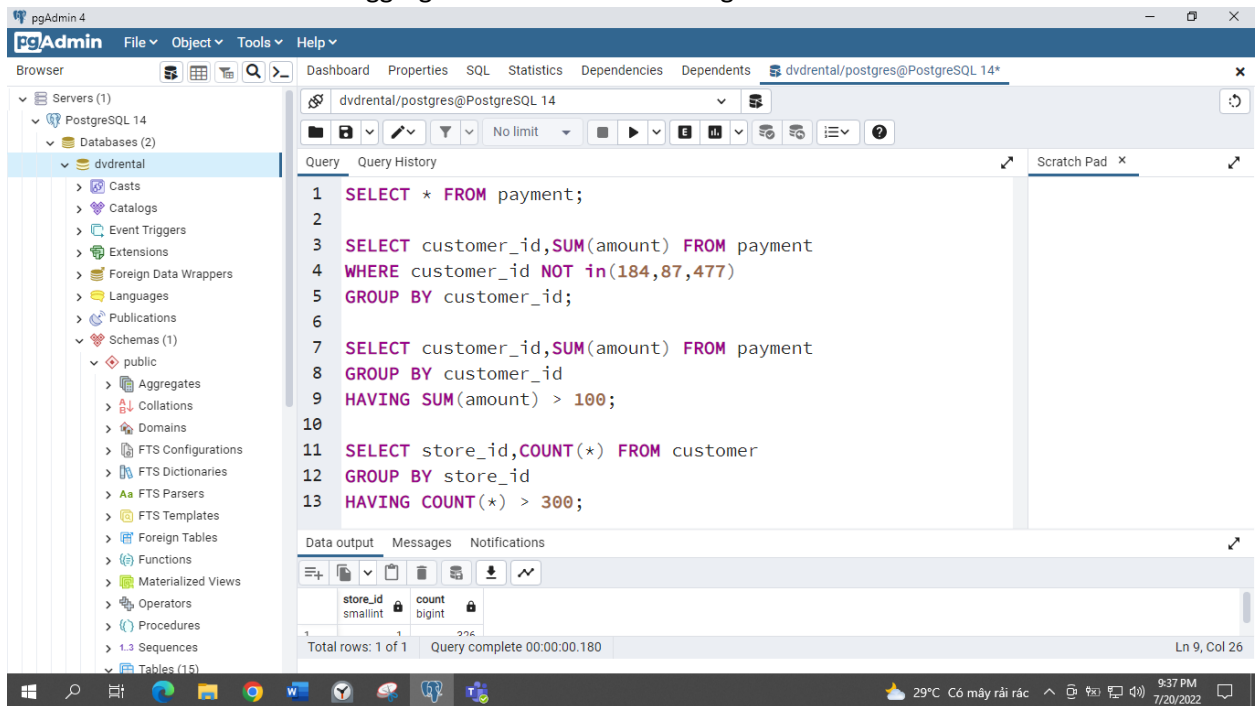 pgAdmin 4
pgAdmin File Object Tools Help
Browser
Dashboard Properties SQL Statistics Dependencies Dependents dvdrental/postgres@PostgreSQL 14*
Servers (1)
PostgreSQL 14
Databases (2)
dvdrental
Casts
Catalogs
Event Triggers
Extensions
Foreign Data Wrappers
Languages
Publications
Schemas (1)
public
Aggregates
Collations
Domains
FTS Configurations
FTS Dictionaries
Aa FTS Parsers
FTS Templates
Foreign Tables
Functions
Materialized Views
Operators
Procedures
1..3 Sequences
Tables (15)
dvdrental/postgres@PostgreSQL 14
No limit
Query Query History
Scratch Pad
1 SELECT * FROM payment;
2
3 SELECT customer_id,SUM(amount) FROM payment
4 WHERE customer_id NOT in(184,87,477)
5 GROUP BY customer_id;
6
7 SELECT customer_id,SUM(amount) FROM payment
8 GROUP BY customer_id
9 HAVING SUM(amount) > 100;
10
11 SELECT store_id,COUNT(*) FROM customer
12 GROUP BY store_id
13 HAVING COUNT(*) > 300;
Data output Messages Notifications
store_id count
smallint bigint
1 1 326
Total rows: 1 of 1 Query complete 00:00:00.180 Ln 9, Col 26
29°C Có mây rải rác
9:37 PM
7/20/2022